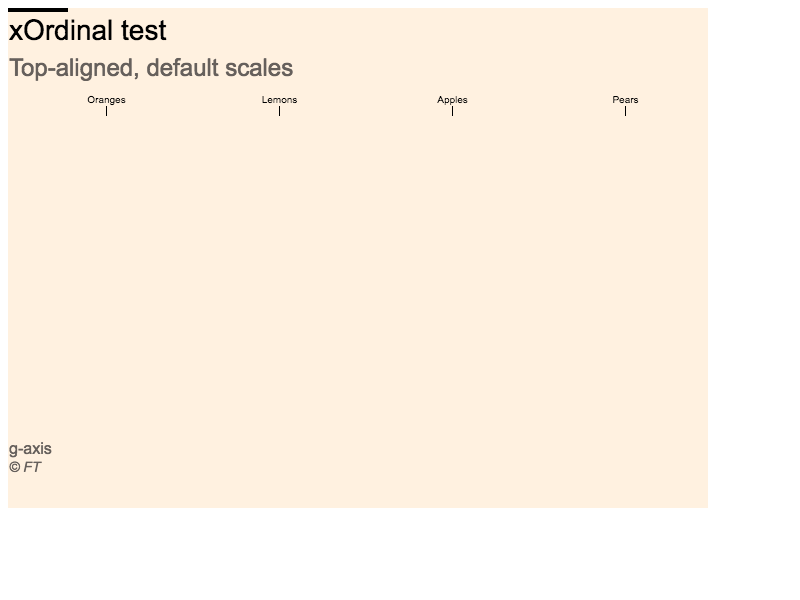 xOrdinal test
Top-aligned, default scales
Oranges Lemons Apples Pears
g-axis
© FT